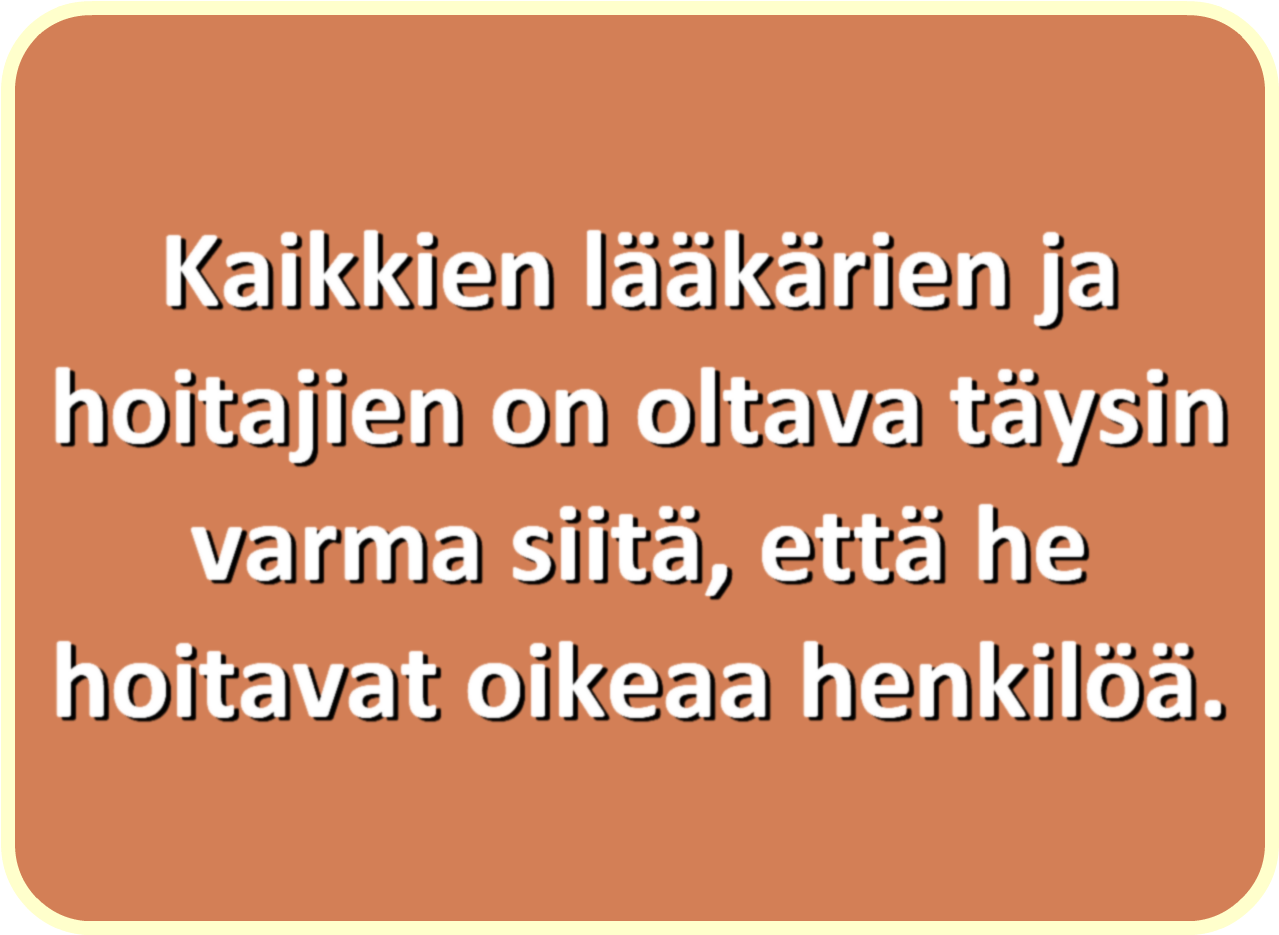 Kaikkien lääkärien ja
hoitajien on oltava täysin
varma siitä, että he
hoitavat oikeaa henkilöä.